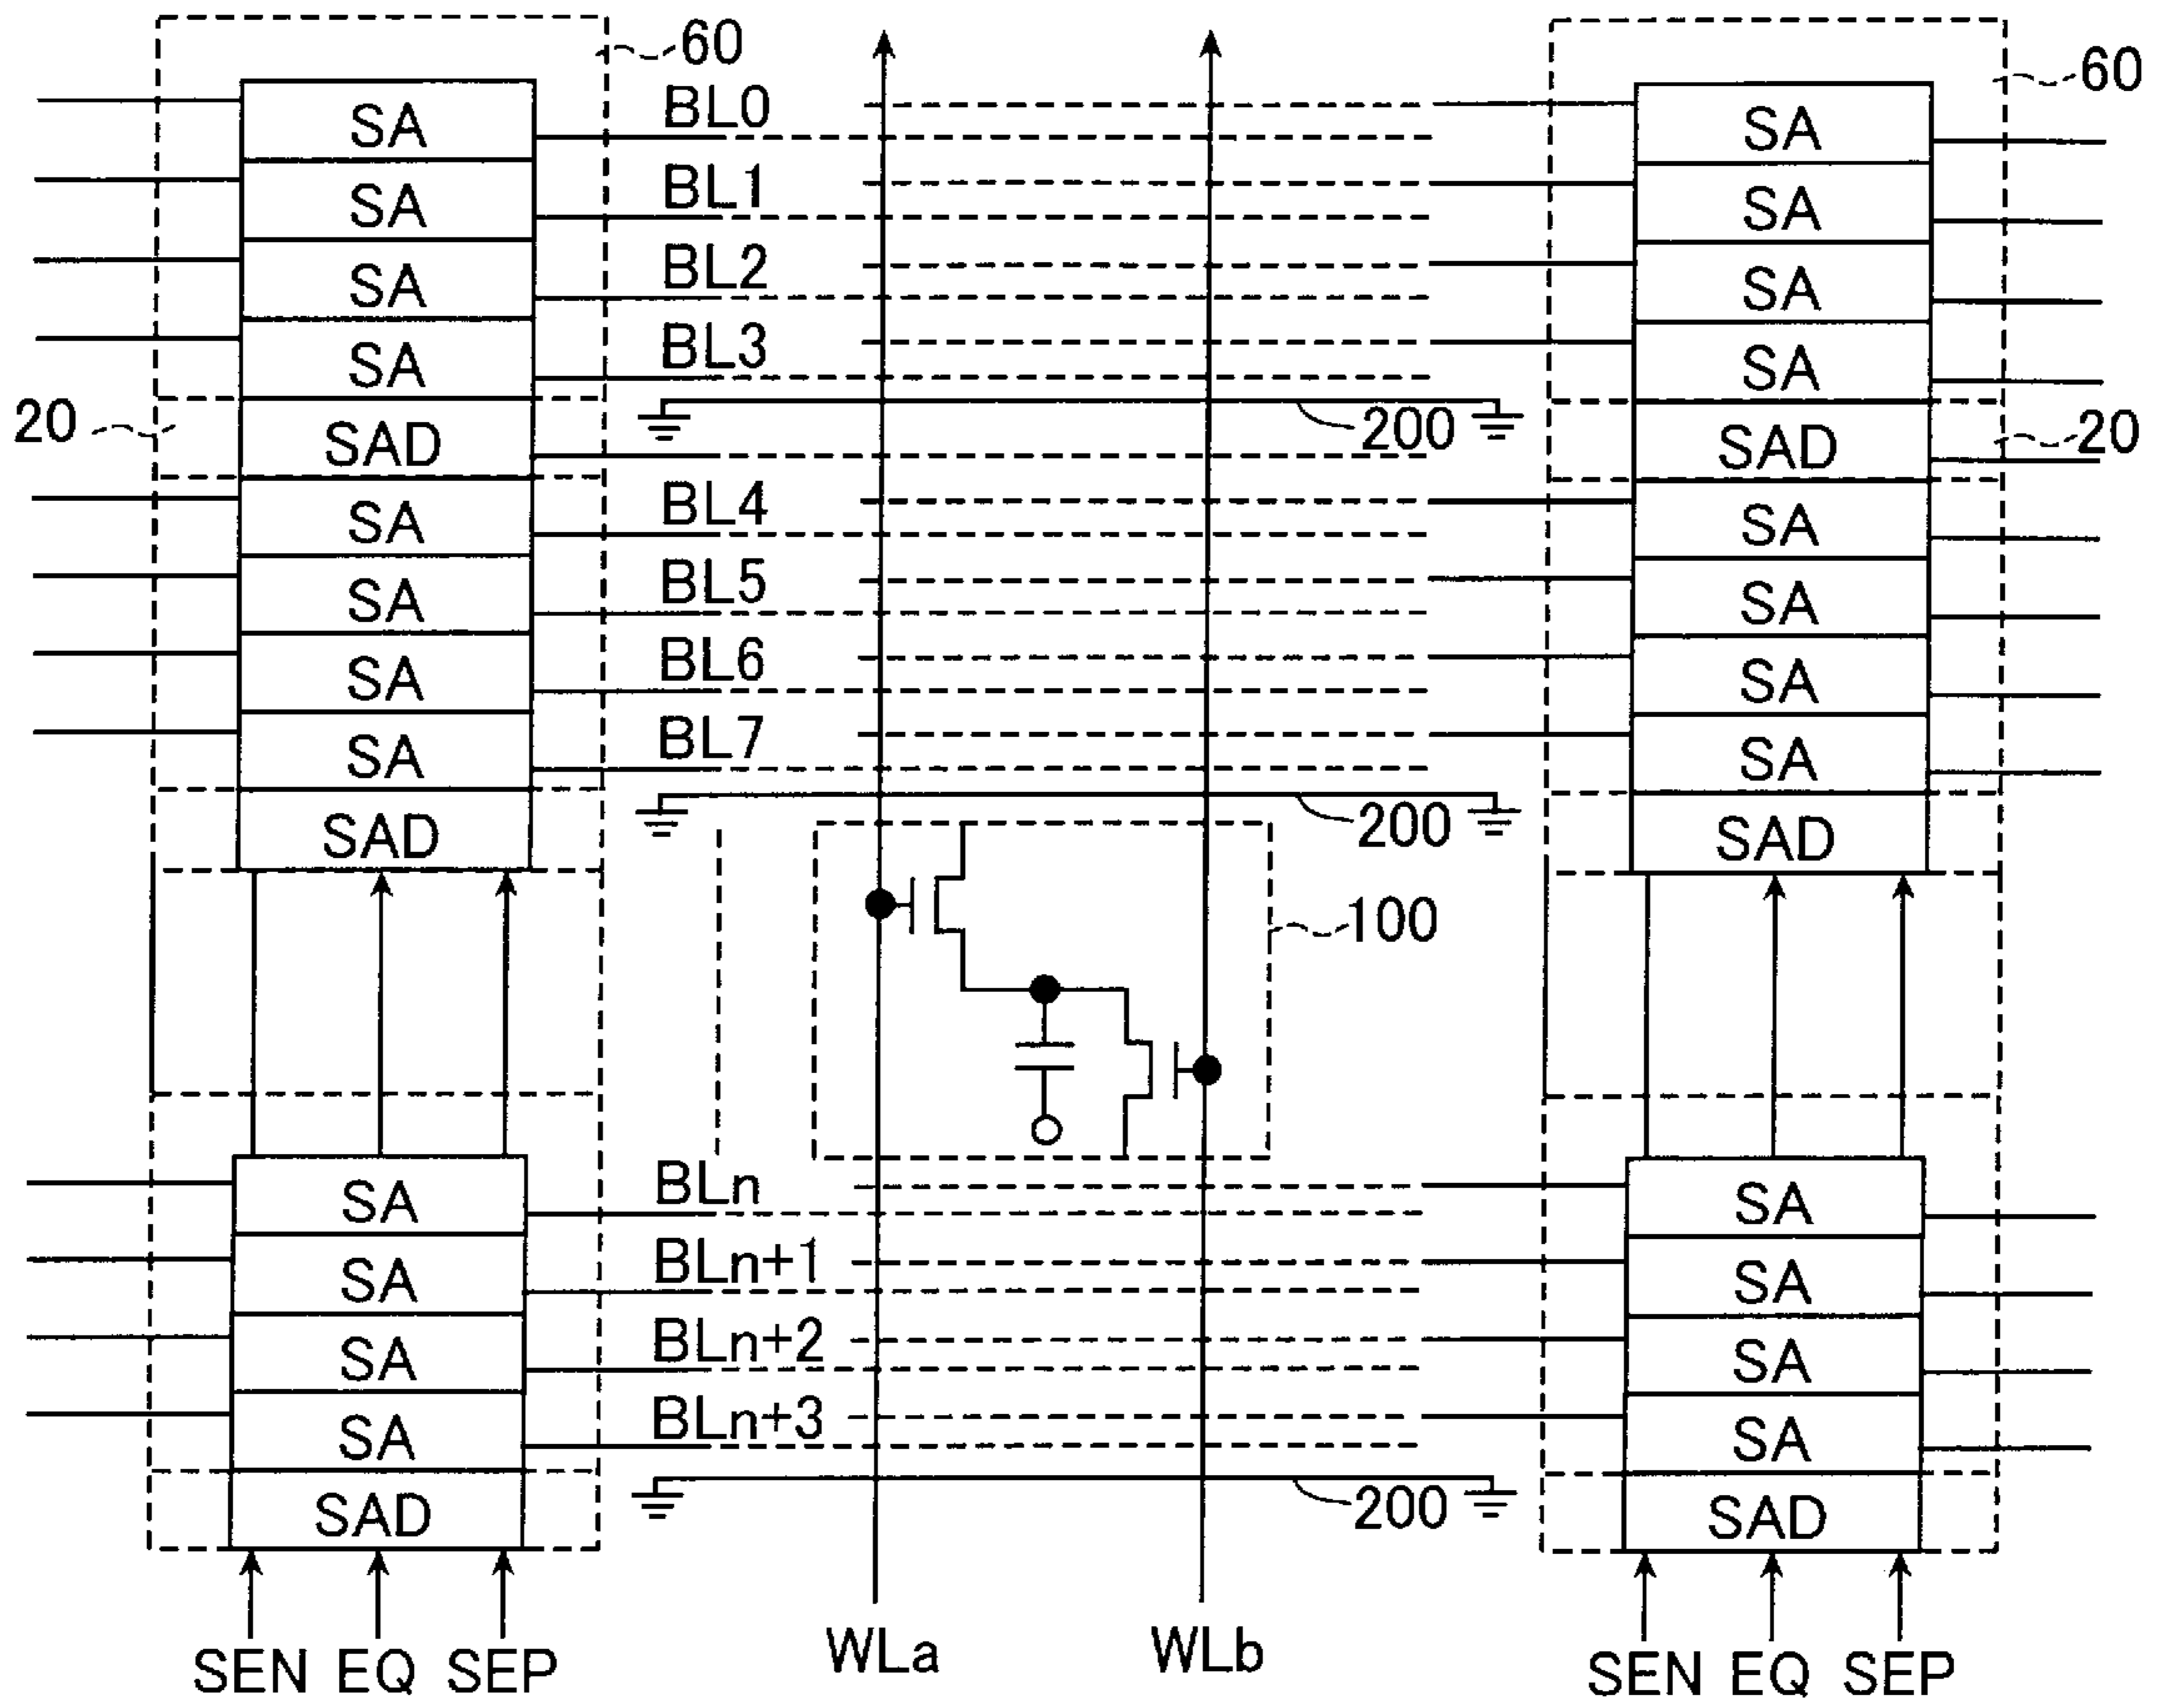 60
60
SA BL0 SA
SA BL1 SA
SA BL2 SA
SA BL3 SA
20 SAD 200 SAD 20
SA BL4 SA
SA BL5 SA
SA BL6 SA
SA BL7 SA
SAD 200 SAD
100
SA BLn SA
SA BLn+1 SA
SA BLn+2 SA
SA BLn+3 SA
SAD 200 SAD
SEN EQ SEP WLa WLb SEN EQ SEP